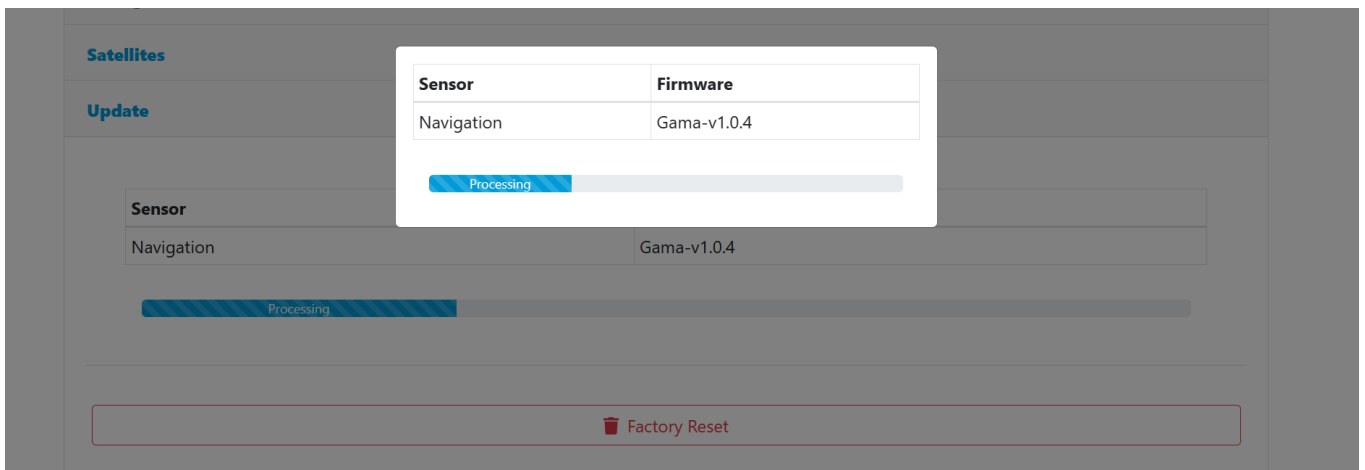 Satellites
Update
Sensor Firmware
Navigation Gama-v1.0.4
Processing
Sensor
Navigation Gama-v1.0.4
Processing
Factory Reset